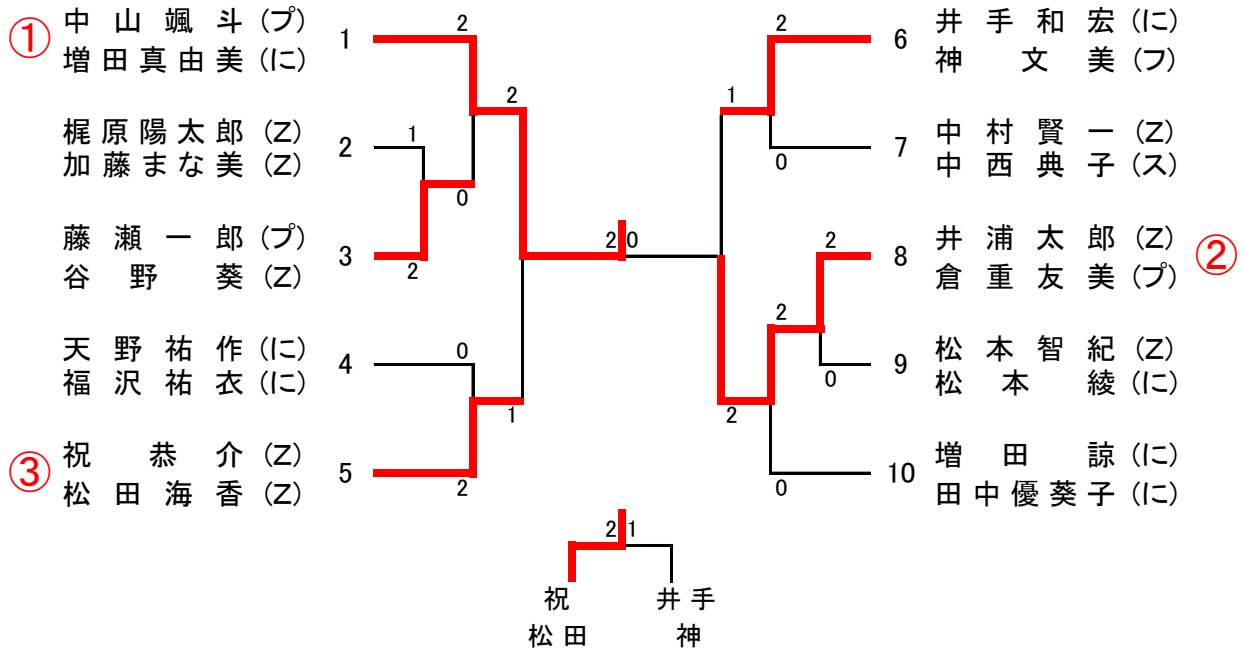 ①
中山颯斗(プ)
増田真由美(に)
1
2
梶原陽太郎(Z)
加藤まな美(Z)
2
1
藤瀬一郎(プ)
谷野葵(Z)
3
2
0
2
天野祐作(に)
福沢祐衣(に)
4
0
③
祝恭介(Z)
松田海香(Z)
5
2
1
2
0
6
井手和宏(に)
神文美(フ)
2
1
7
中村賢一(Z)
中西典子(ス)
0
8
井浦太郎(Z)
倉重友美(プ)
②
2
2
9
松本智紀(Z)
松本綾(に)
0
2
10
増田諒(に)
田中優葵子(に)
0
2
1
祝
松田
井手
神